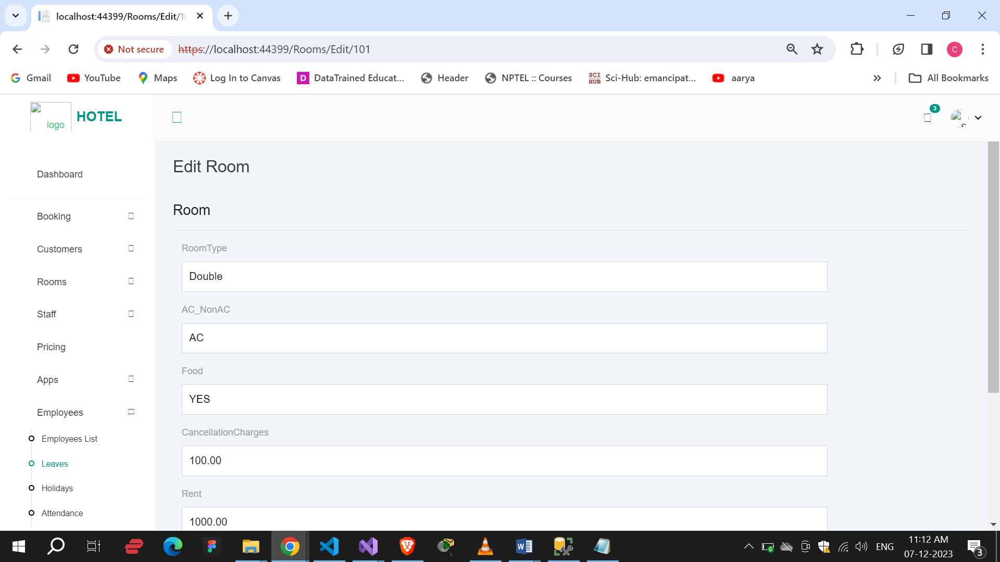 localhost:44399/Rooms/Edit/10
Not secure https://localhost:44399/Rooms/Edit/101 C
Gmail YouTube Maps Log In to Canvas D DataTrained Educat... Header NPTEL :: Courses SCI HUB Sci-Hub: emancipat... aarya All Bookmarks
logo HOTEL 3
Edit Room
Dashboard
Room
Booking
Customers
Rooms
Staff
Pricing
Apps
Employees
Employees List
Leaves
Holidays
Attendance
RoomType
Double
AC_NonAC
AC
Food
YES
CancellationCharges
100.00
Rent
1000.00
ENG 11:12 AM
07-12-2023 3